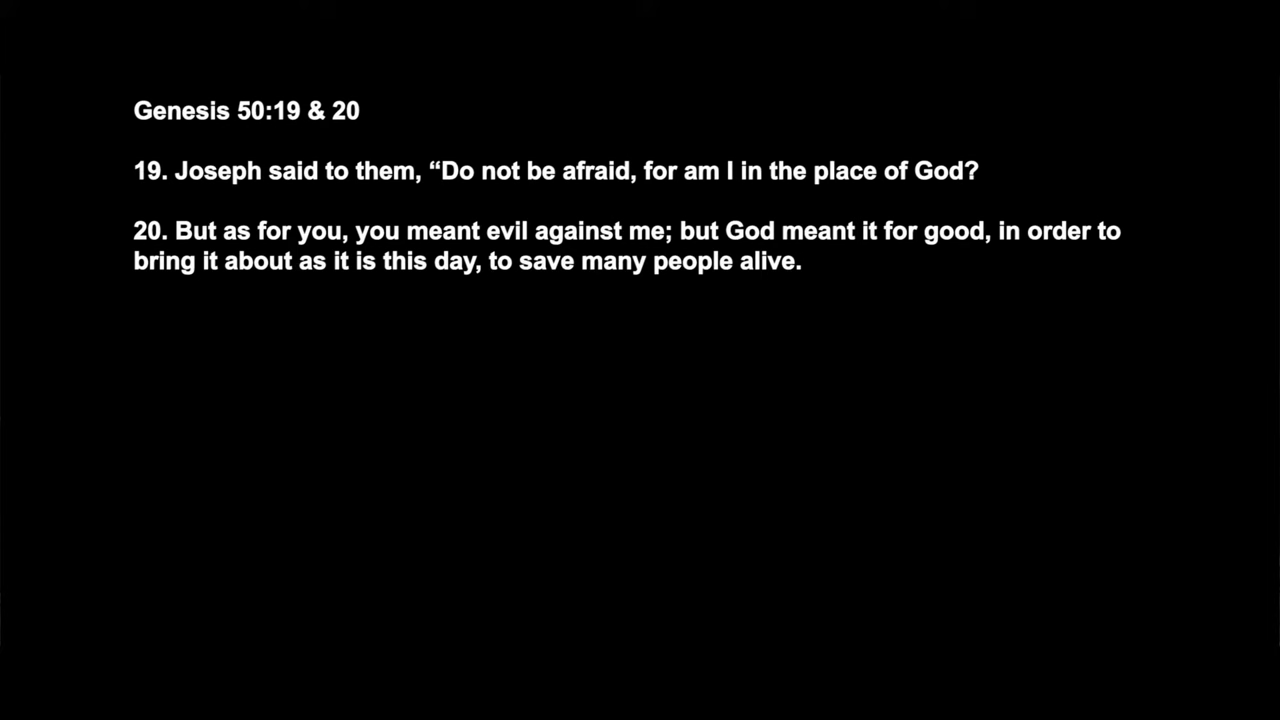 Genesis 50:19 & 20
19. Joseph said to them, “Do not be afraid, for am I in the place of God?
20. But as for you, you meant evil against me; but God meant it for good, in order to
bring it about as it is this day, to save many people alive.